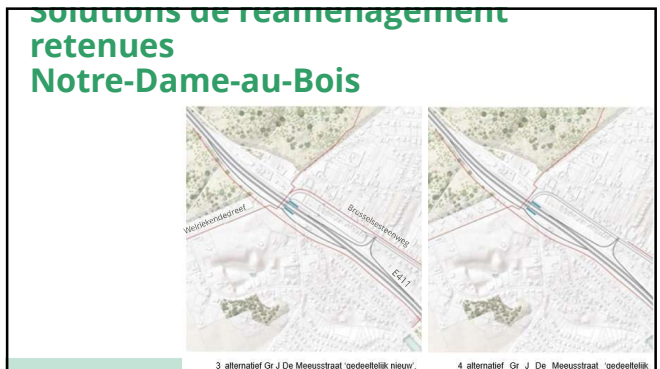 Solutions de réaménagement
retenues
Notre-Dame-au-Bois
Welriekendedreef
Brusselsesteenweg
E411
3 alternatief Gr J De Meeusstraat 'gedeeltelijk nieuw'.
4 alternatief Gr J De Meeusstraat 'gedeeltelijk